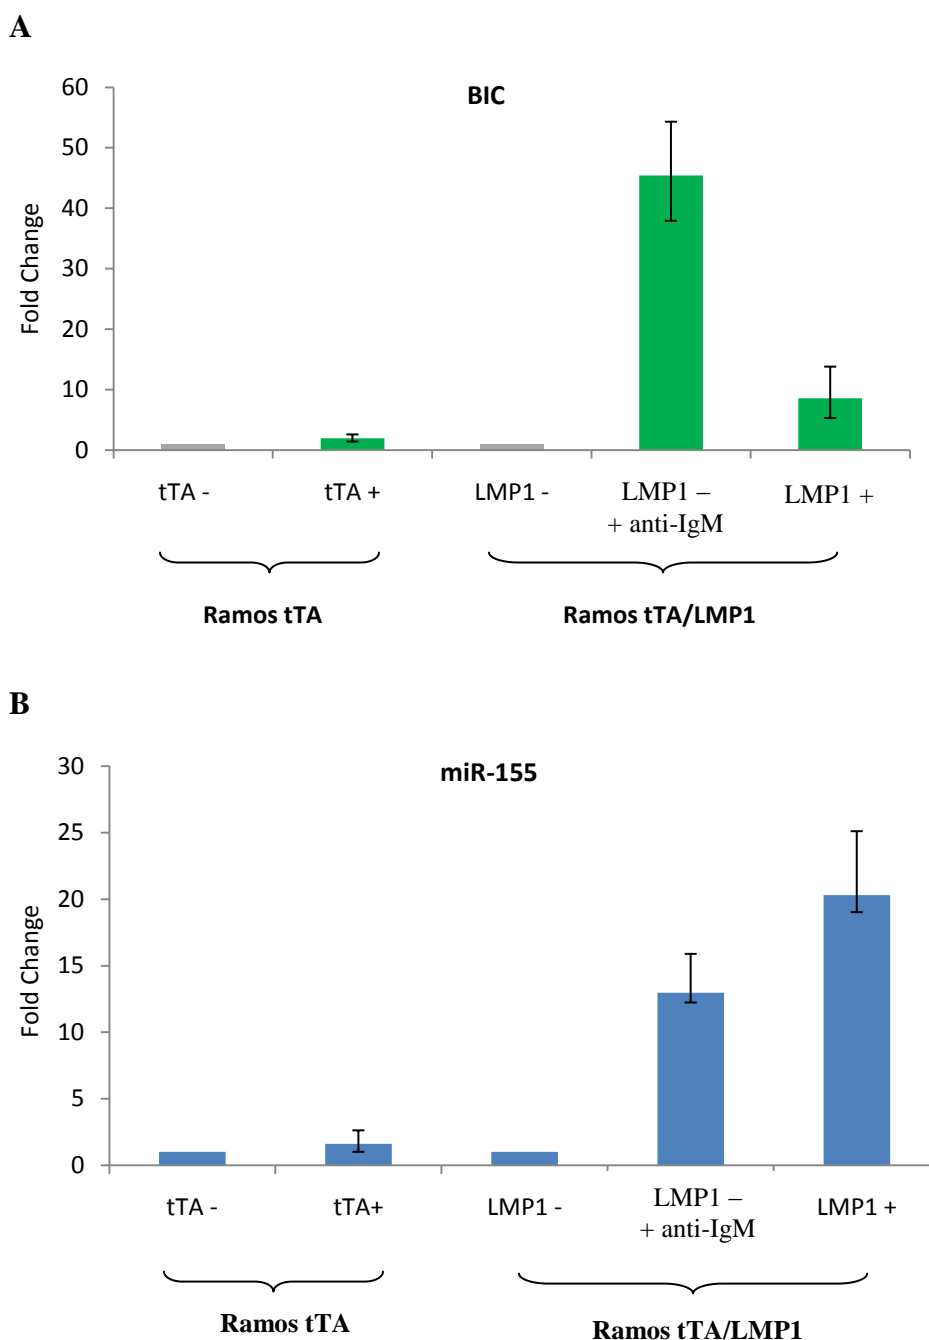 A
BIC
Fold Change
60
50
40
30
20
10
0
tTA -
tTA +
LMP1 -
LMP1 –
+ anti-IgM
LMP1 +
Ramos tTA
Ramos tTA/LMP1
B
miR-155
Fold Change
30
25
20
15
10
5
0
tTA -
tTA+
LMP1 -
LMP1 –
+ anti-IgM
LMP1 +
Ramos tTA
Ramos tTA/LMP1